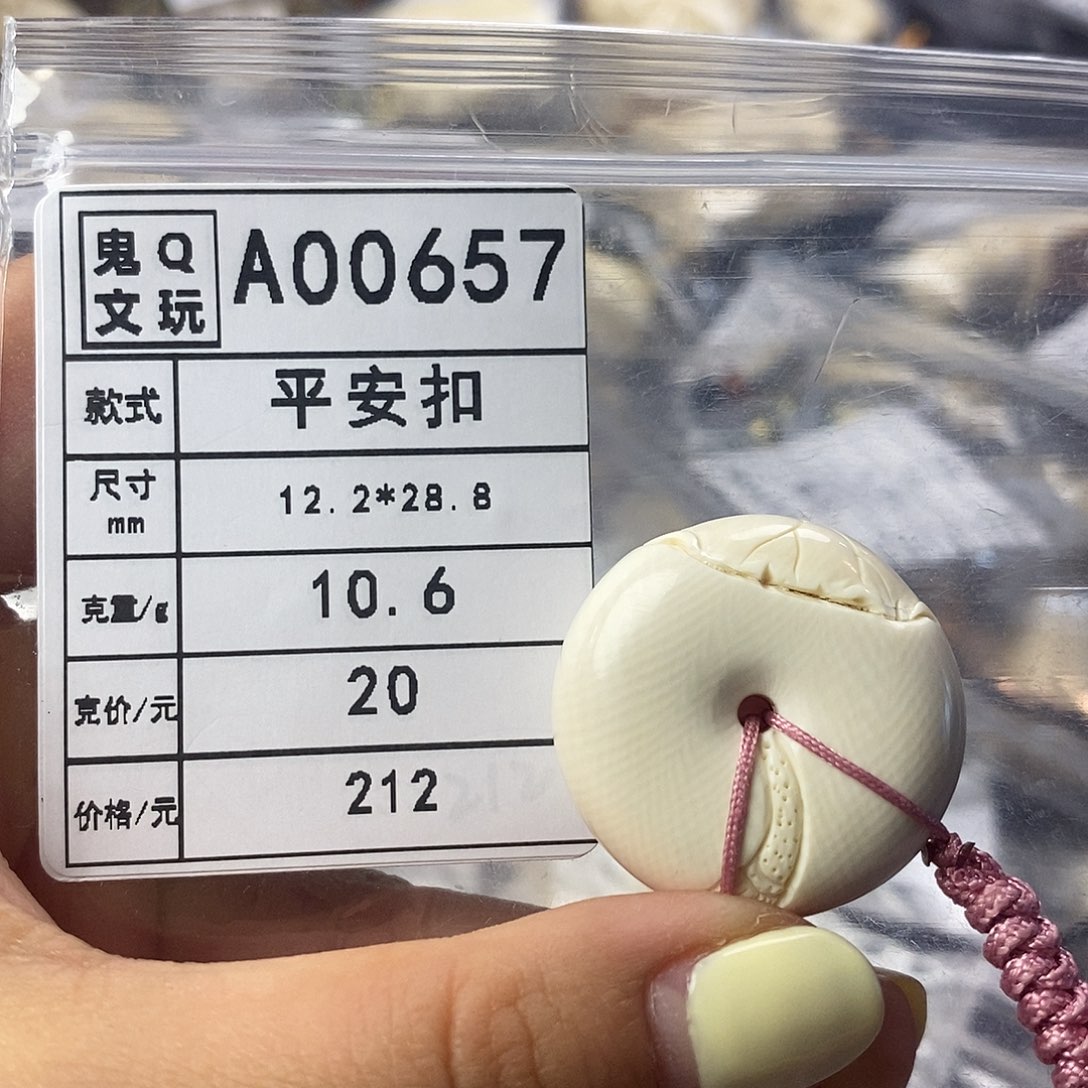 鬼Q
文玩
A00657
款式 平安扣
尺寸
mm
12.2*28.8
克重/g 10.6
克价/元 20
价格/元 212